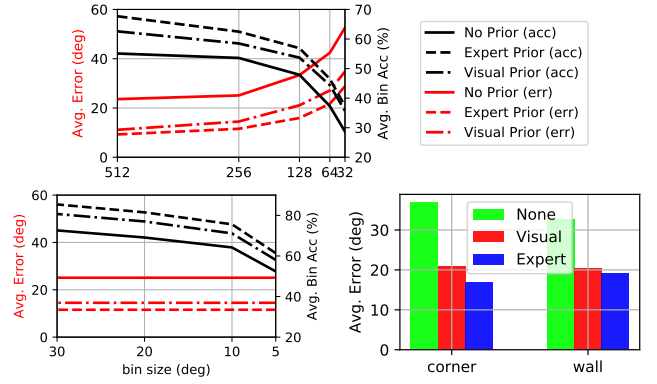 60
40
20
0
Avg. Error (deg)
70
60
50
40
30
20
Avg. Bin Acc (%)
512
256
128
64
32
No Prior (acc)
Expert Prior (acc)
Visual Prior (acc)
No Prior (err)
Expert Prior (err)
Visual Prior (err)
60
40
20
0
Avg. Error (deg)
80
60
40
20
Avg. Bin Acc (%)
30
20
10
5
bin size (deg)
30
20
10
0
Avg. Error (deg)
None
Visual
Expert
corner
wall